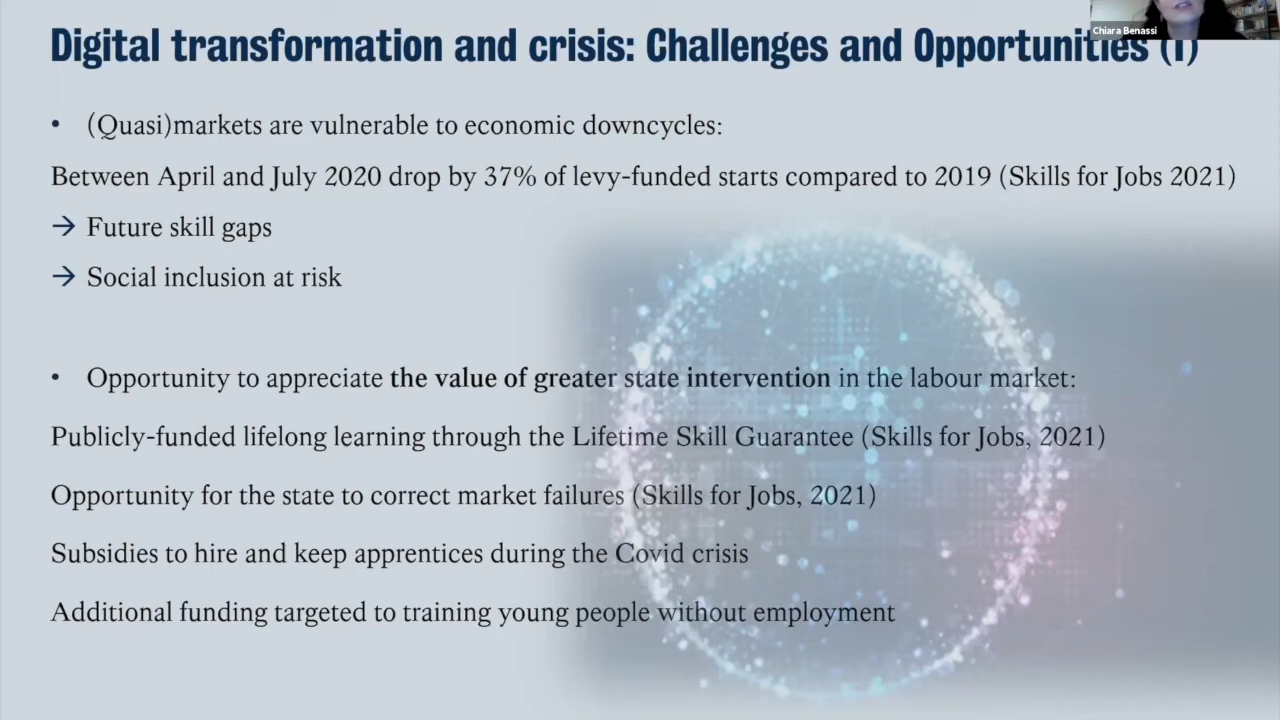 Digital transformation and crisis: Challenges and Opportunities (I)
Chiara Benassi
• (Quasi)markets are vulnerable to economic downcycles:
Between April and July 2020 drop by 37% of levy-funded starts compared to 2019 (Skills for Jobs 2021)
→ Future skill gaps
→ Social inclusion at risk
• Opportunity to appreciate the value of greater state intervention in the labour market:
Publicly-funded lifelong learning through the Lifetime Skill Guarantee (Skills for Jobs, 2021)
Opportunity for the state to correct market failures (Skills for Jobs, 2021)
Subsidies to hire and keep apprentices during the Covid crisis
Additional funding targeted to training young people without employment